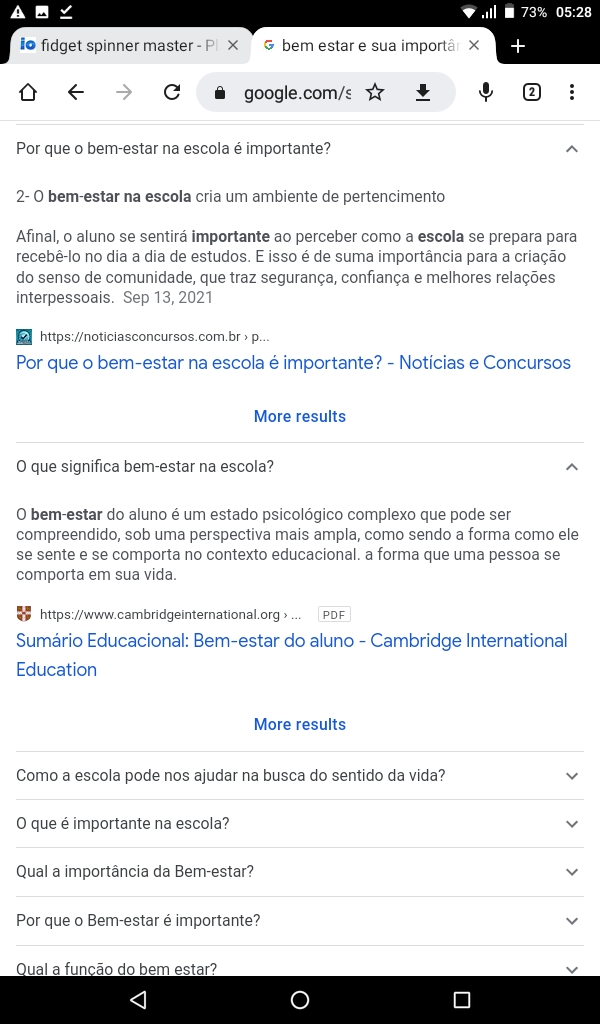 73% 05:28
fidget spinner master - Pl
bem estar e sua importân
google.com/s
2
Por que o bem-estar na escola é importante?
2- O bem-estar na escola cria um ambiente de pertencimento
Afinal, o aluno se sentirá importante ao perceber como a escola se prepara para
recebê-lo no dia a dia de estudos. E isso é de suma importância para a criação
do senso de comunidade, que traz segurança, confiança e melhores relações
interpessoais. Sep 13, 2021
https://noticiasconcursos.com.br › p...
Por que o bem-estar na escola é importante? - Notícias e Concursos
More results
O que significa bem-estar na escola?
O bem-estar do aluno é um estado psicológico complexo que pode ser
compreendido, sob uma perspectiva mais ampla, como sendo a forma como ele
se sente e se comporta no contexto educacional. a forma que uma pessoa se
comporta em sua vida.
https://www.cambridgeinternational.org › ... PDF
Sumário Educacional: Bem-estar do aluno - Cambridge International
Education
More results
Como a escola pode nos ajudar na busca do sentido da vida?
O que é importante na escola?
Qual a importância da Bem-estar?
Por que o Bem-estar é importante?
Qual a função do bem estar?